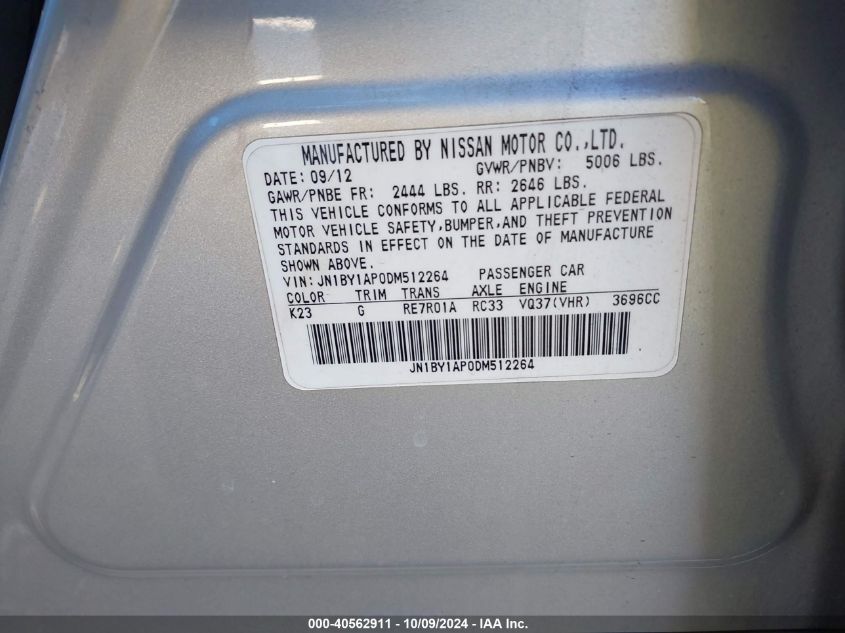 MANUFACTURED BY NISSAN MOTOR CO.,LTD.
DATE: 09/12 GVWR/PNBV: 5006 LBS.
GAWR/PNBE FR: 2444 LBS. RR: 2646 LBS.
THIS VEHICLE CONFORMS TO ALL APPLICABLE FEDERAL
MOTOR VEHICLE SAFETY,BUMPER,AND THEFT PREVENTION
STANDARDS IN EFFECT ON THE DATE OF MANUFACTURE
SHOWN ABOVE.
VIN: JN1BY1AP0DM512264 PASSENGER CAR
COLOR TRIM TRANS AXLE ENGINE
K23 G RE7R01A RC33 VQ37(VHR) 3696CC
JN1BY1AP0DM512264
000-40562911 - 10/09/2024 - IAA Inc.